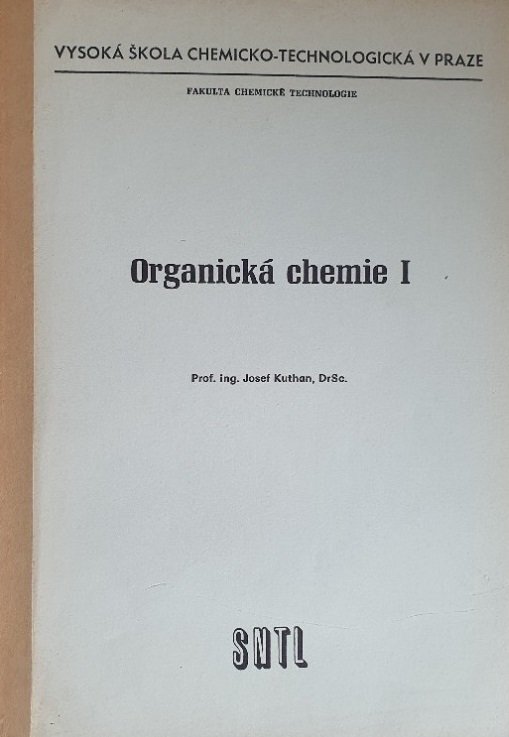 VYSOKÁ ŠKOLA CHEMICKO-TECHNOLOGICKÁ V PRAZE
FAKULTA CHEMICKÉ TECHNOLOGIE
Organická chemie I
Prof. ing. Josef Kuthan, DrSc.
SNTL